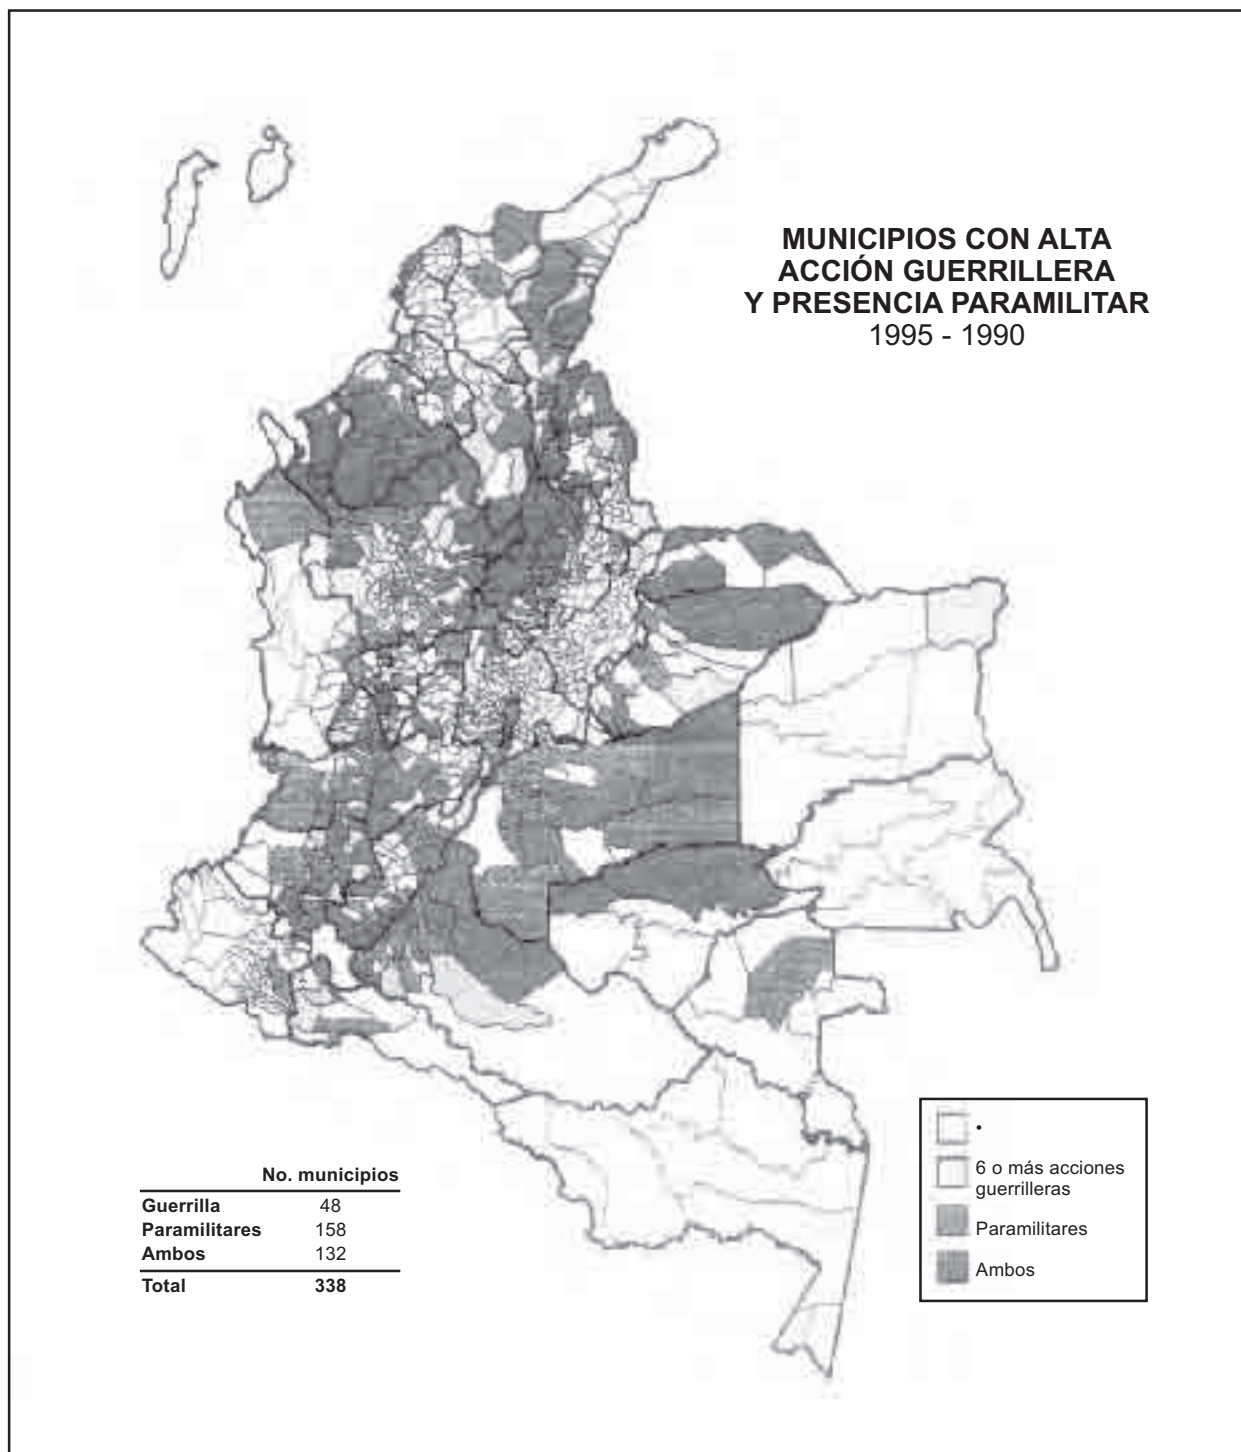 MUNICIPIOS CON ALTA
ACCIÓN GUERRILLERA
Y PRESENCIA PARAMILITAR
1995 - 1990
No. municipios
Guerrilla 48
Paramilitares 158
Ambos 132
Total 338
•
6 o más acciones
guerrilleras
Paramilitares
Ambos